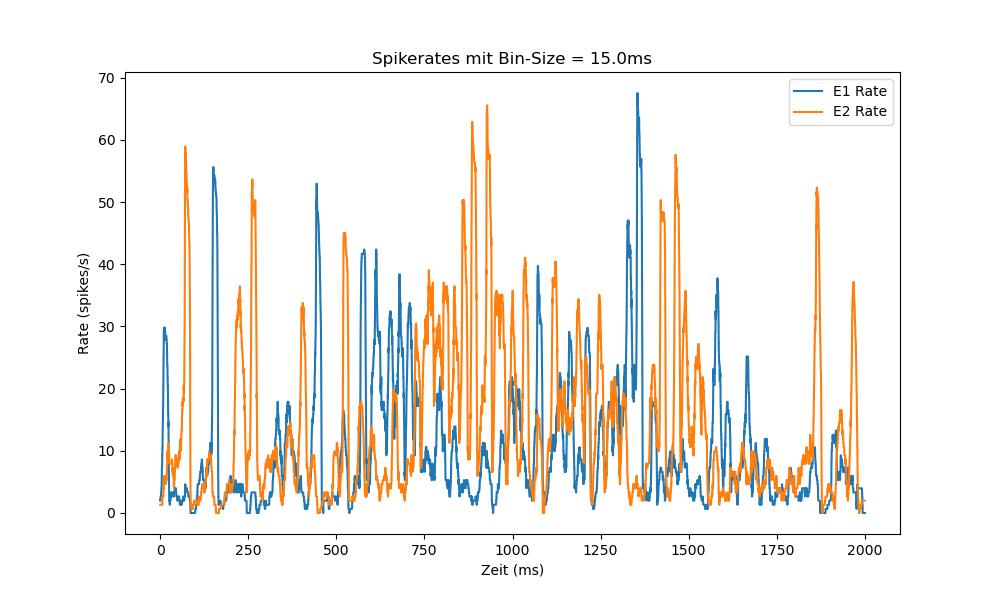 Spikerates mit Bin-Size = 15.0ms
E1 Rate
E2 Rate
70
60
50
40
30
20
10
0
Rate (spikes/s)
0 250 500 750 1000 1250 1500 1750 2000
Zeit (ms)